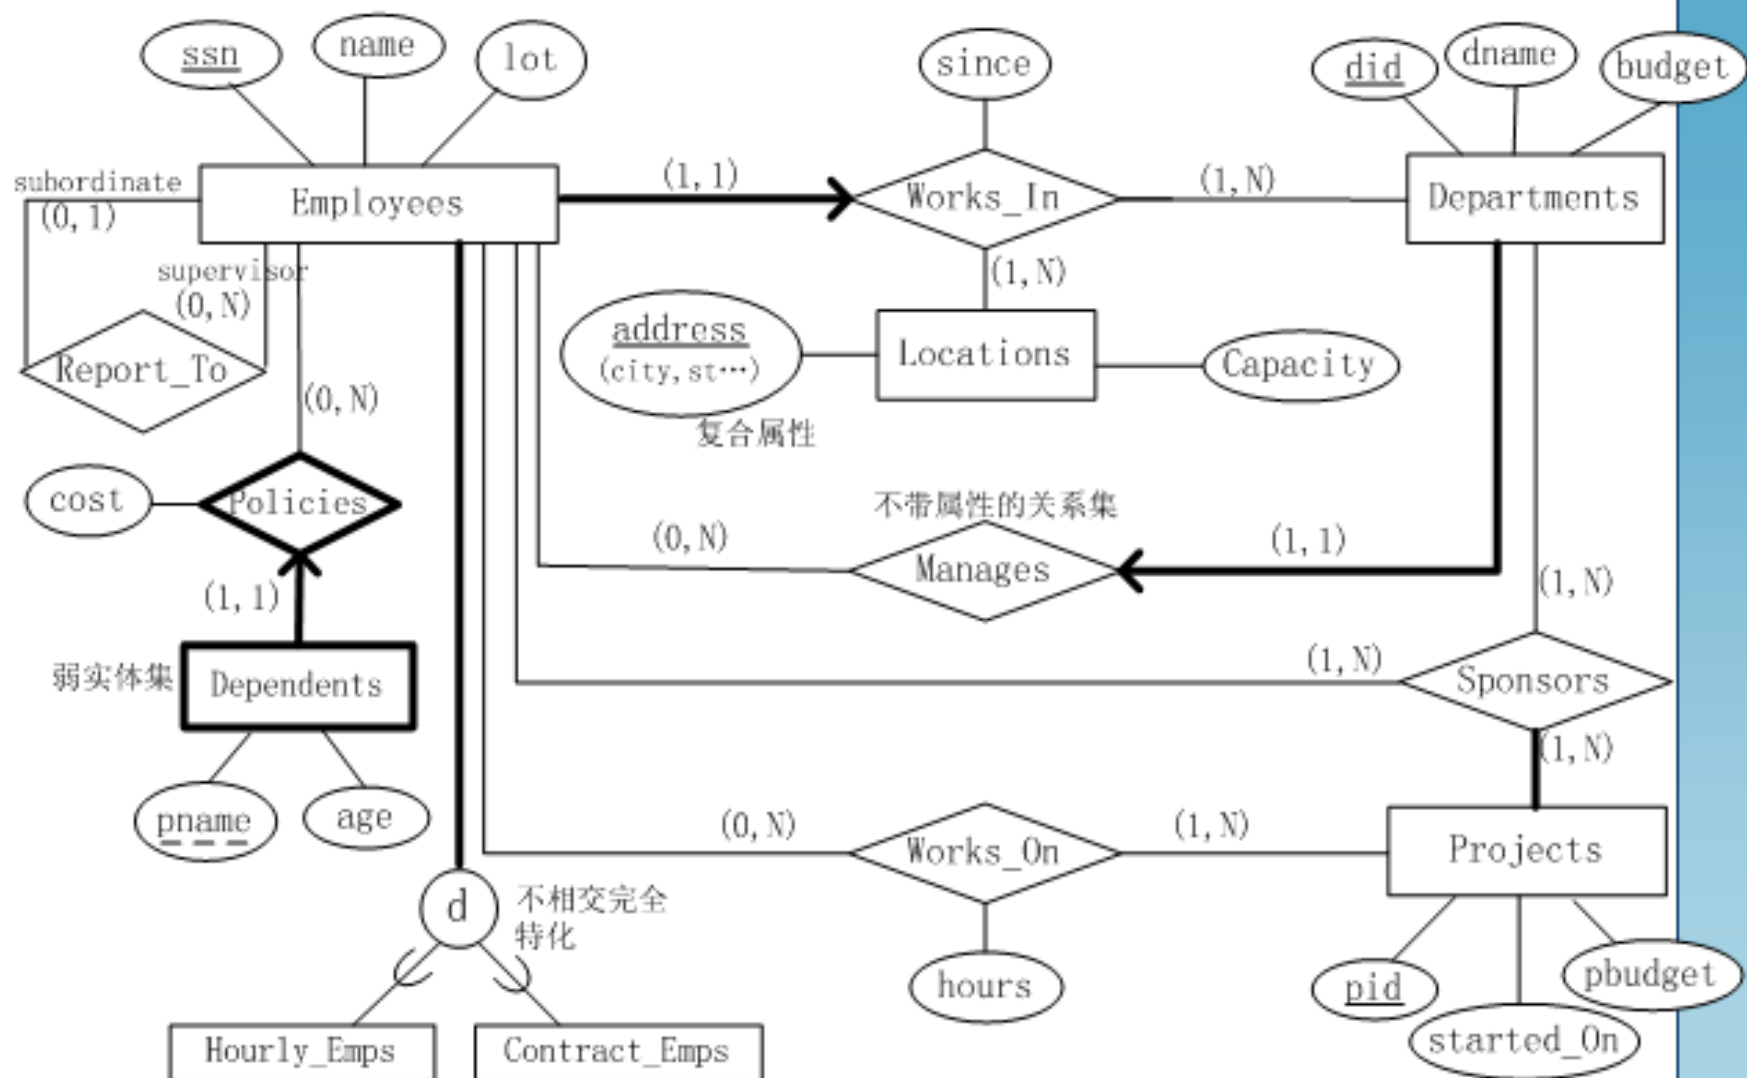 ssn
name
lot
since
did
dname
budget
subordinate
(0,1)
Employees
(1,1)
Works_In
(1,N)
Departments
supervisor
(0,N)
(1,N)
Report_To
address
(city,st…)
复合属性
Locations
Capacity
(0,N)
cost
Policies
不带属性的关系集
(0,N)
Manages
(1,1)
(1,N)
(1,1)
弱实体集
Dependents
(1,N)
Sponsors
(1,N)
pname
age
(0,N)
Works_On
(1,N)
Projects
d
不相交完全
特化
hours
pid
pbudget
started_On
Hourly_Emps
Contract_Emps